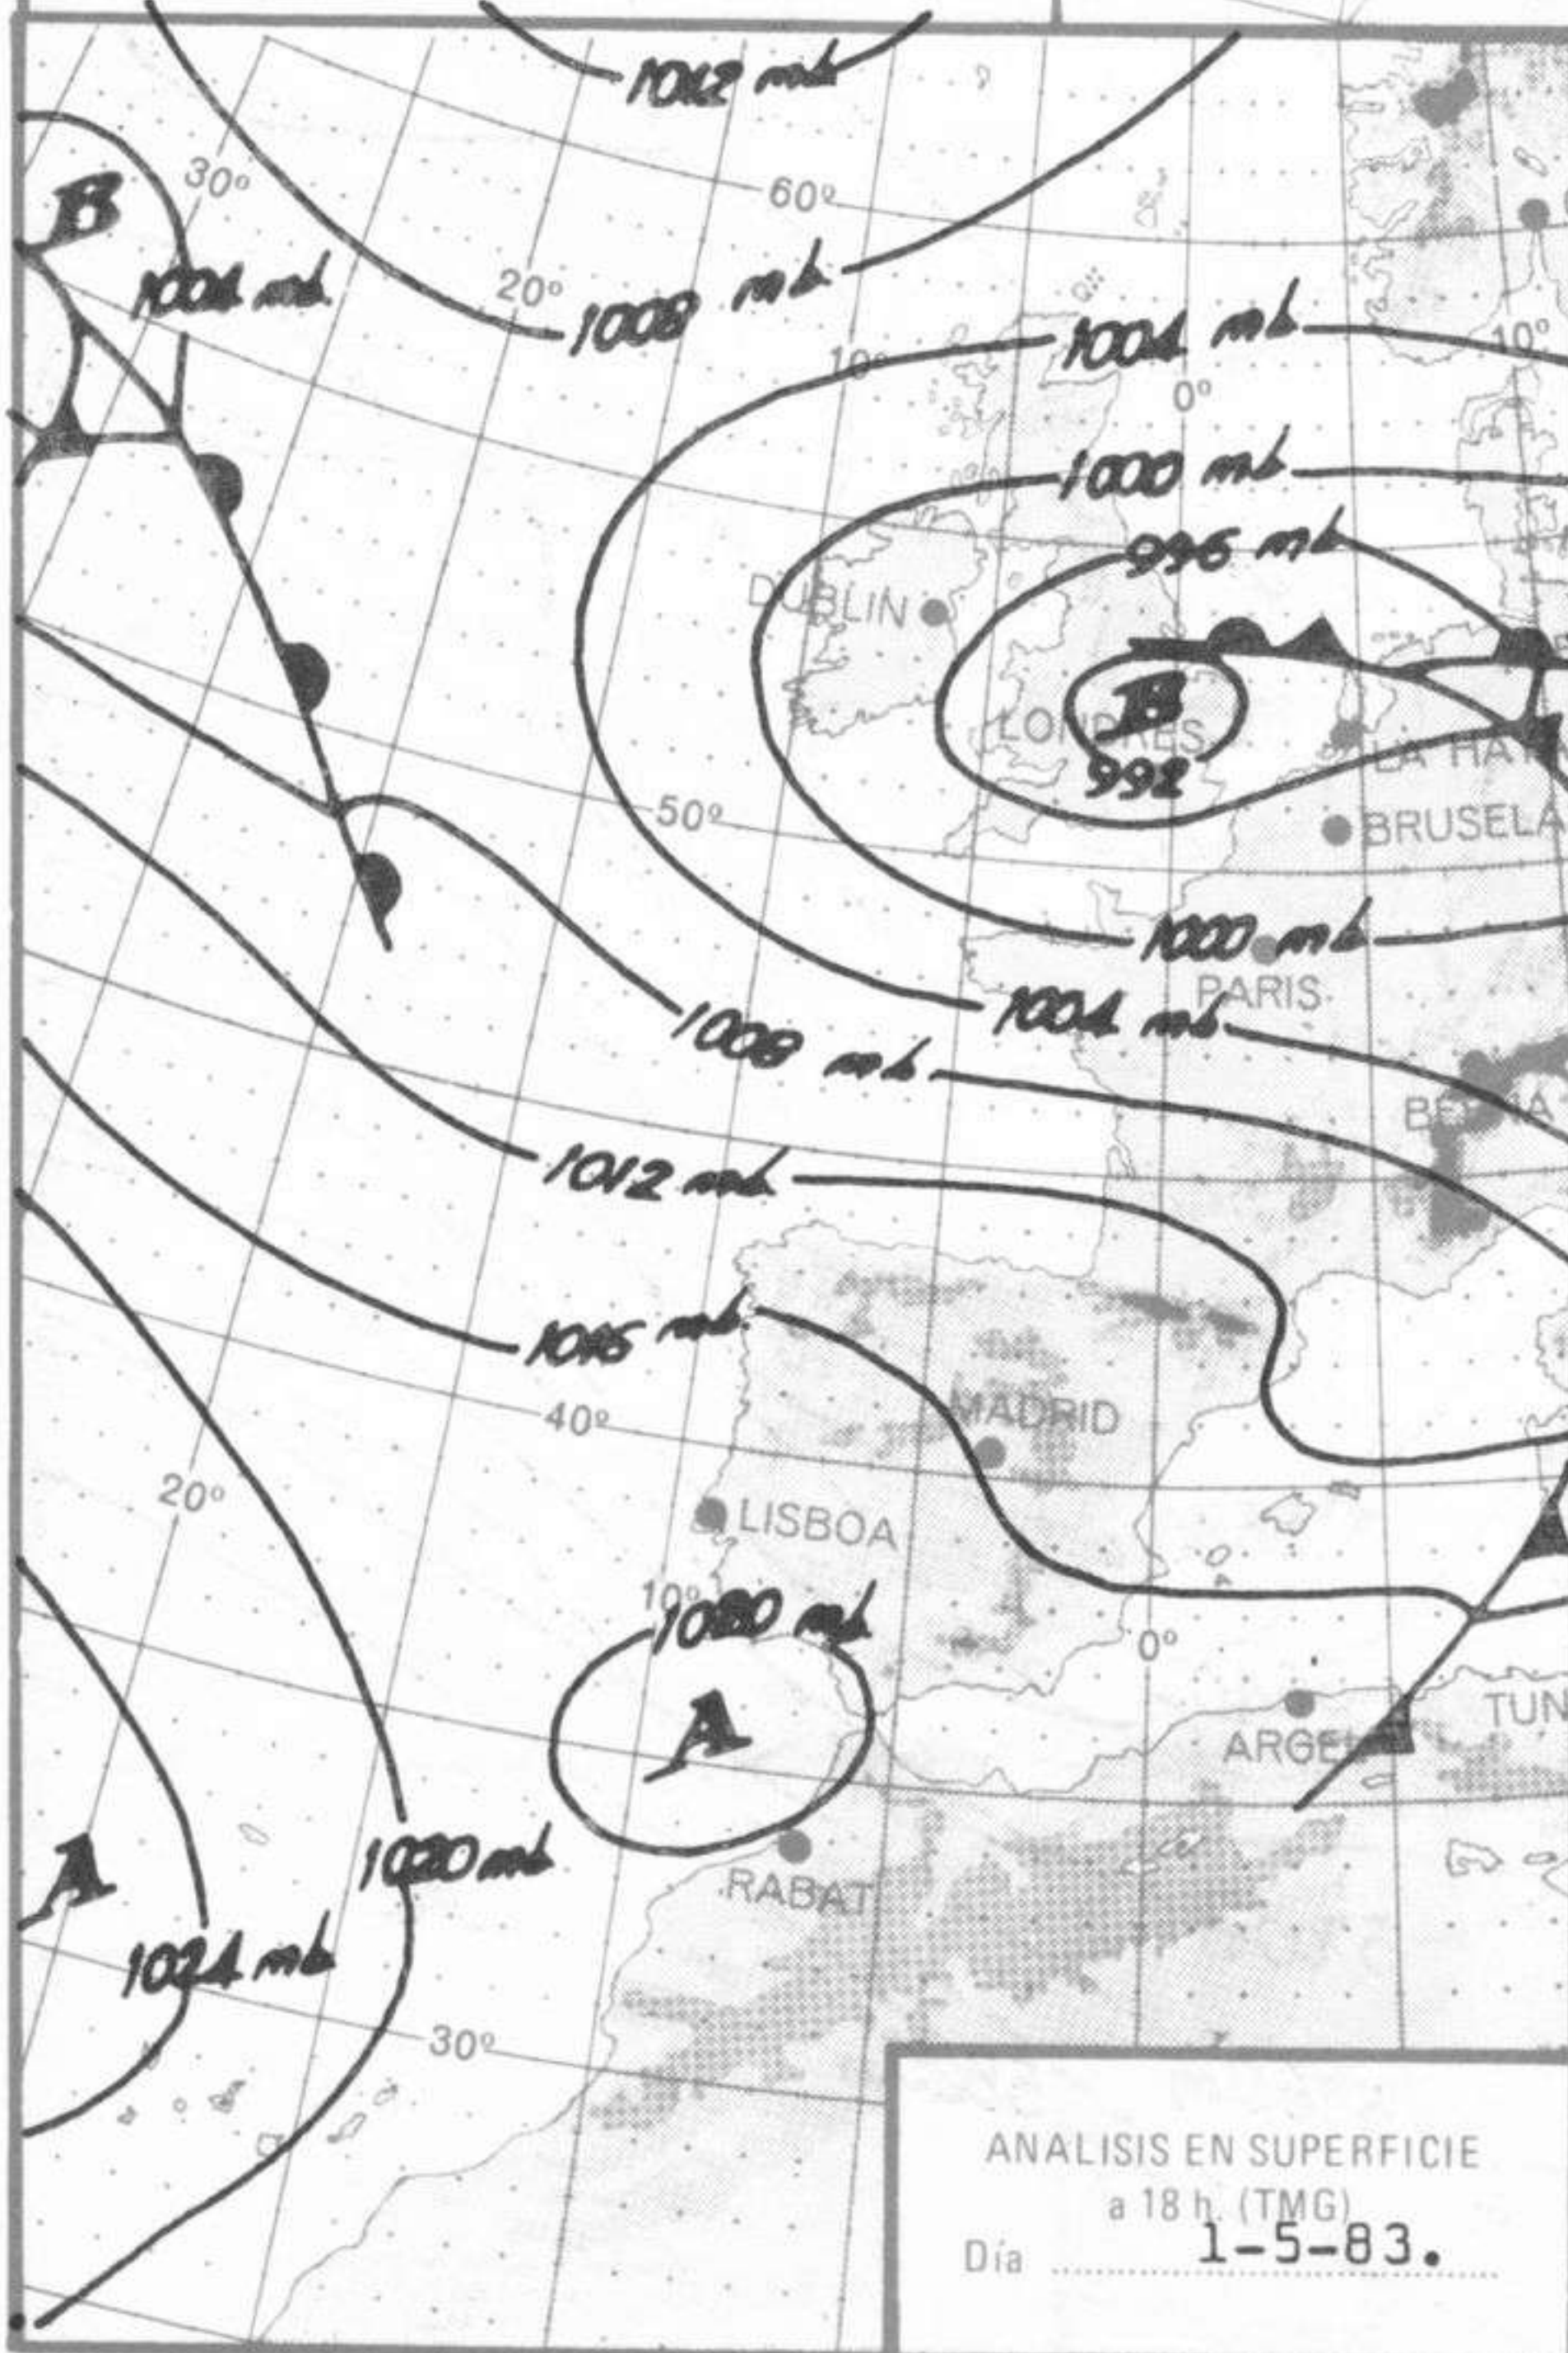 1012 mb
30º
60º
B
1004 mb
20º
1008 mb
10º
1004 mb
10º
0º
1000 mb
996 mb
DUBLIN
B
LONDRES
992
LA HAYA
50º
BRUSELA
1000 mb
PARIS
1004 mb
1008 mb
BERNA
1012 mb
1016 mb
40º
MADRID
20º
LISBOA
10º
1020 mb
0º
A
ARGEL
TUN
A
1020 mb
RABAT
1024 mb
30º
ANALISIS EN SUPERFICIE
a 18 h. (TMG)
Día 1-5-83.